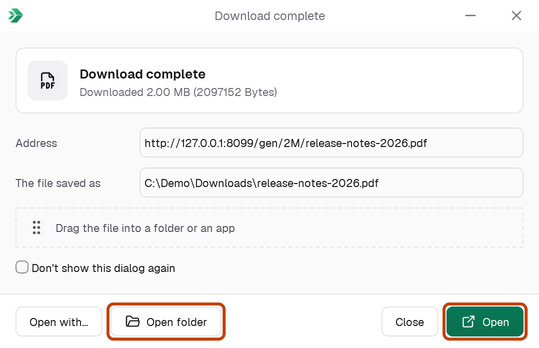 Download complete
PDF
Download complete
Downloaded 2.00 MB (2097152 Bytes)
Address
http://127.0.0.1:8099/gen/2M/release-notes-2026.pdf
The file saved as
C:\Demo\Downloads\release-notes-2026.pdf
Drag the file into a folder or an app
Don't show this dialog again
Open with...
Open folder
Close
Open